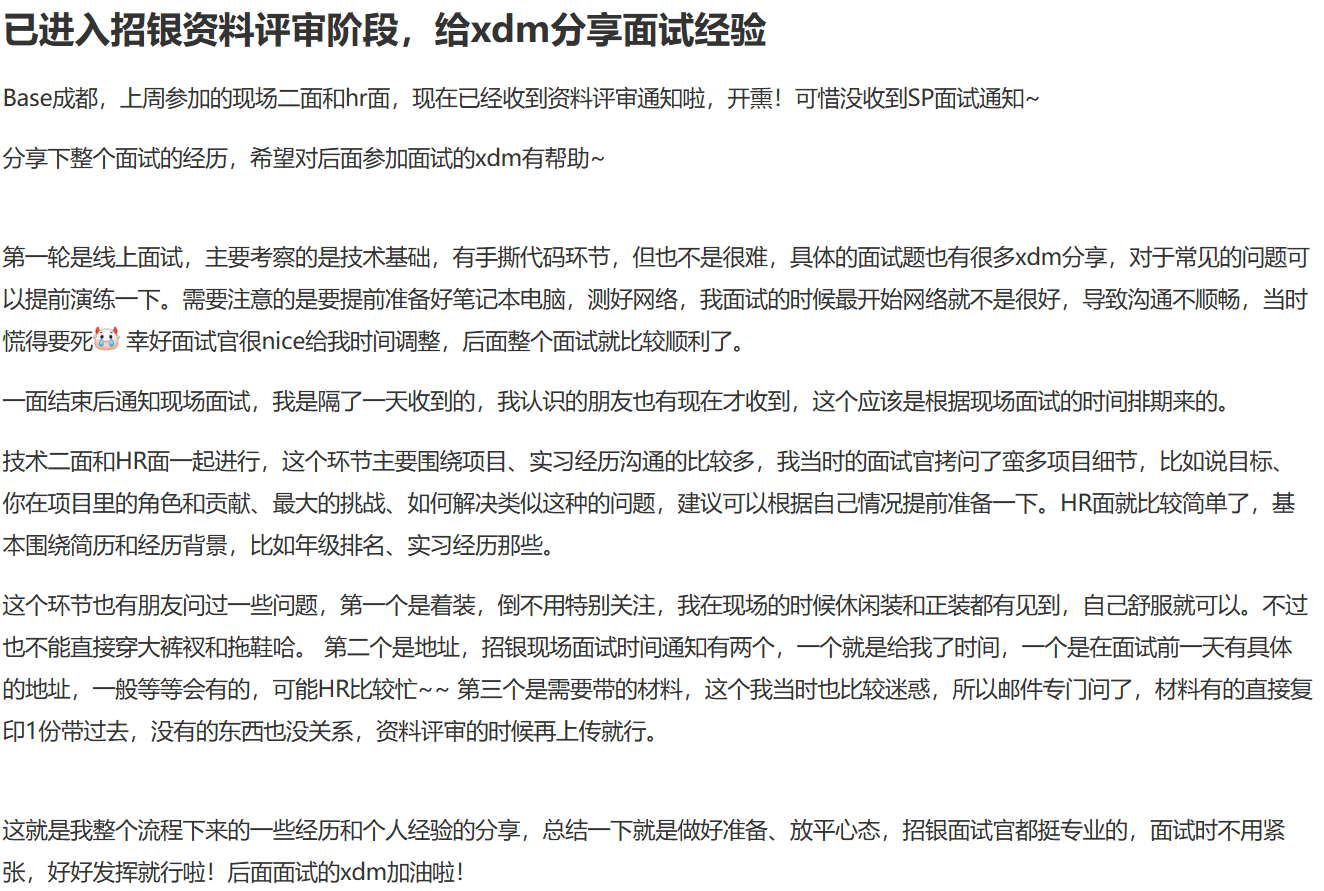 已进入招银资料评审阶段，给xdm分享面试经验
Base成都，上周参加的现场二面和hr面，现在已经收到资料评审通知啦，开熏！可惜没收到SP面试通知~
分享下整个面试的经历，希望对后面参加面试的xdm有帮助~
第一轮是线上面试，主要考察的是技术基础，有手撕代码环节，但也不是很难，具体的面试题也有很多xdm分享，对于常见的问题可
以提前演练一下。需要注意的是要提前准备好笔记本电脑，测好网络，我面试的时候最开始网络就不是很好，导致沟通不顺畅，当时
慌得要死 幸好面试官很nice给我时间调整，后面整个面试就比较顺利了。
一面结束后通知现场面试，我是隔了一天收到的，我认识的朋友也有现在才收到，这个应该是根据现场面试的时间排期来的。
技术二面和HR面一起进行，这个环节主要围绕项目、实习经历沟通的比较多，我当时的面试官拷问了蛮多项目细节，比如说目标、
你在项目里的角色和贡献、最大的挑战、如何解决类似这种的问题，建议可以根据自己情况提前准备一下。HR面就比较简单了，基
本围绕简历和经历背景，比如年级排名、实习经历那些。
这个环节也有朋友问过一些问题，第一个是着装，倒不用特别关注，我在现场的时候休闲装和正装都有见到，自己舒服就可以。不过
也不能直接穿大裤衩和拖鞋哈。 第二个是地址，招银现场面试时间通知有两个，一个就是给我了时间，一个是在面试前一天有具体
的地址，一般等等会有的，可能HR比较忙~~ 第三个是需要带的材料，这个我当时也比较迷惑，所以邮件专门问了，材料有的直接复
印1份带过去，没有的东西也没关系，资料评审的时候再上传就行。
这就是我整个流程下来的一些经历和个人经验的分享，总结一下就是做好准备、放平心态，招银面试官都挺专业的，面试时不用紧
张，好好发挥就行啦！后面面试的xdm加油啦！